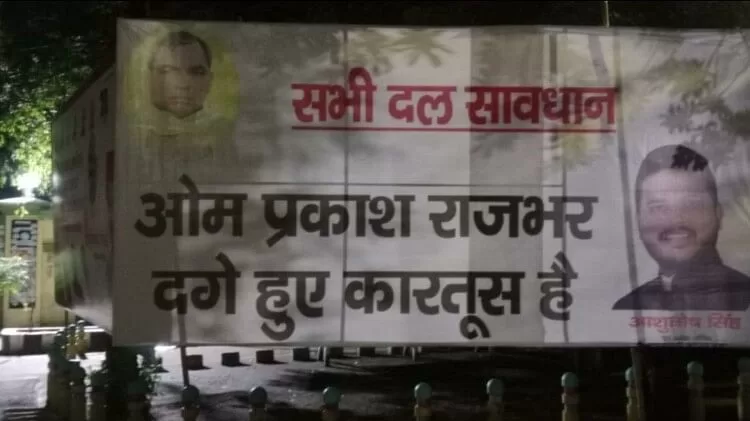 सभी दल सावधान
ओम प्रकाश राजभर
दगे हुए कारतूस है
आशुतोष सिंह